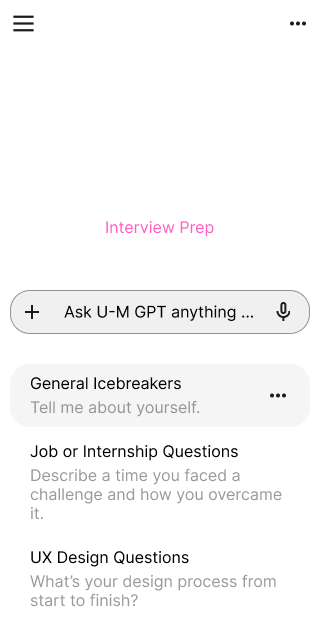 Interview Prep
Ask U-M GPT anything ...
General Icebreakers
Tell me about yourself.
Job or Internship Questions
Describe a time you faced a
challenge and how you overcame
it.
UX Design Questions
What's your design process from
start to finish?